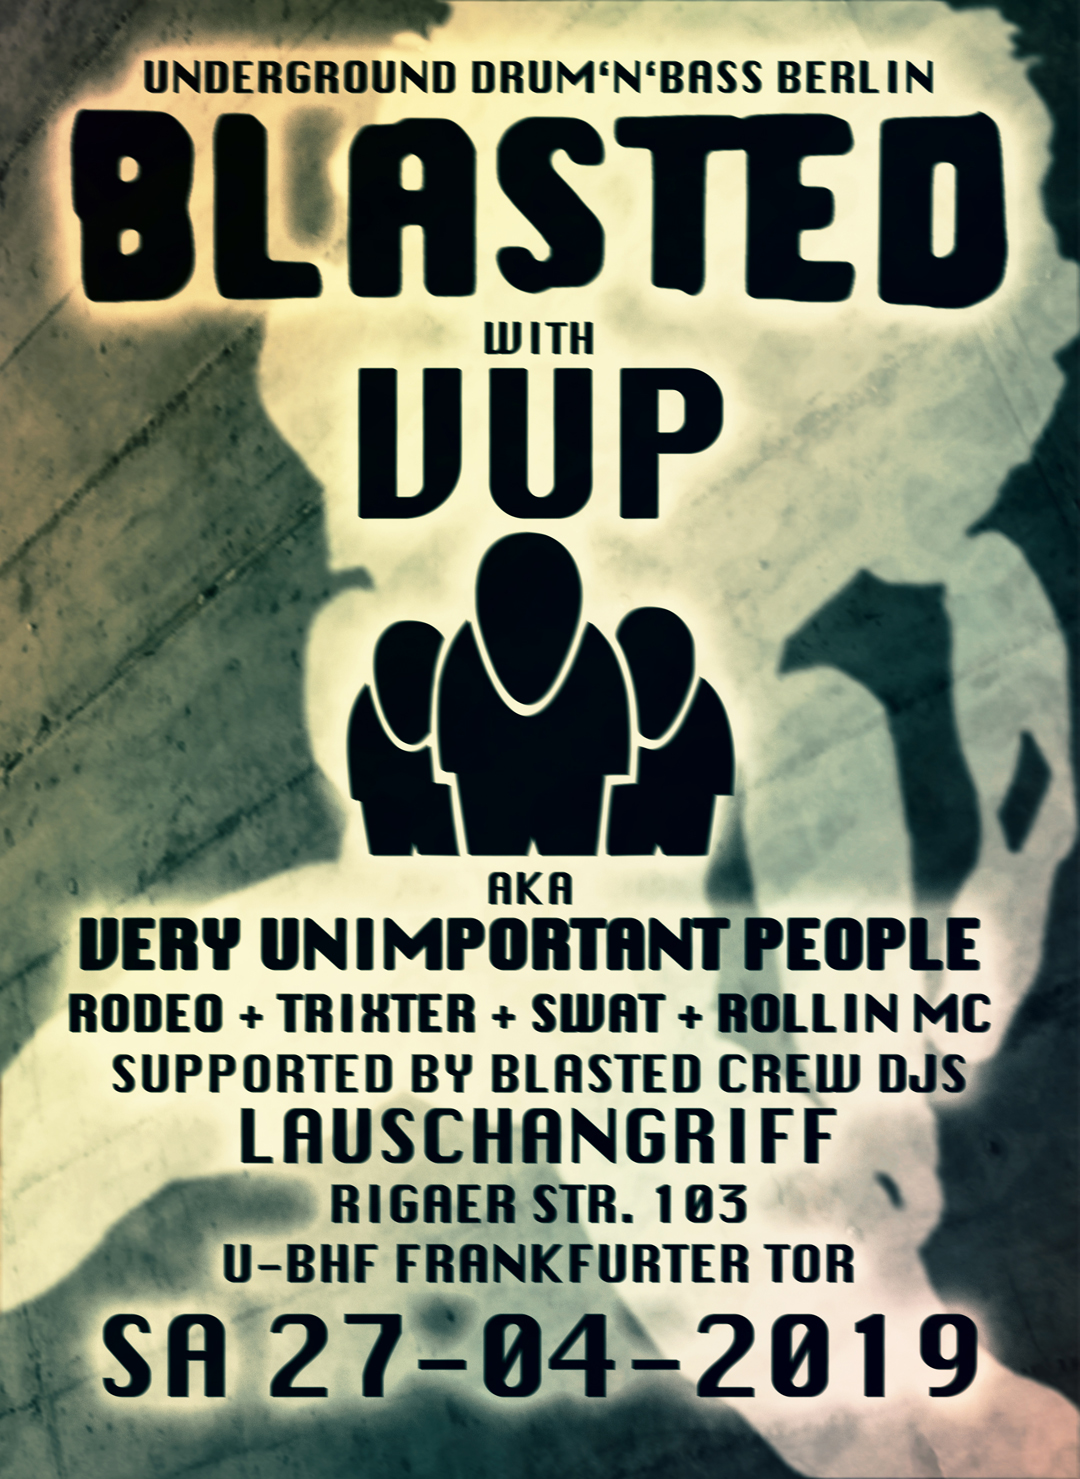 UNDERGROUND DRUM‘N‘BASS BERLIN
BLASTED
WITH
VUP
AKA
VERY UNIMPORTANT PEOPLE
RODEO + TRIXTER + SWAT + ROLLIN MC
SUPPORTED BY BLASTED CREW DJS
LAUSCHANGRIFF
RIGAER STR. 103
U-BHF FRANKFURTER TOR
SA 27-04-2019